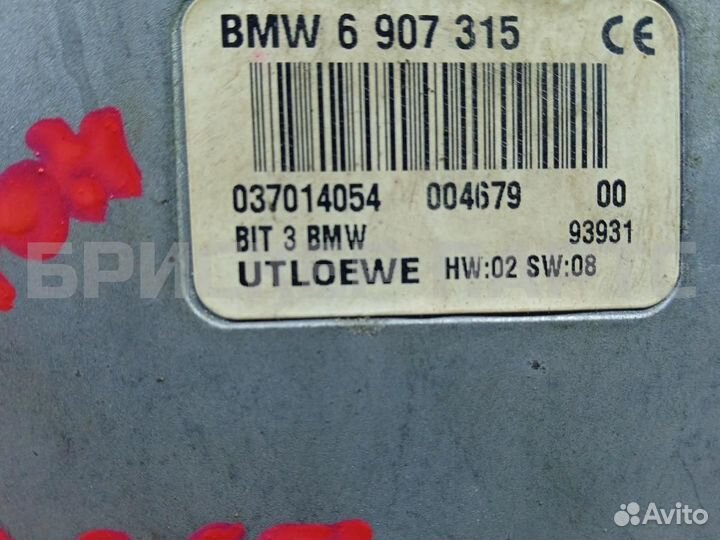 BMW 6 907 315 CE
037014054 004679 00
BIT 3 BMW 93931
UTLOEWE HW:02 SW:08
Avito